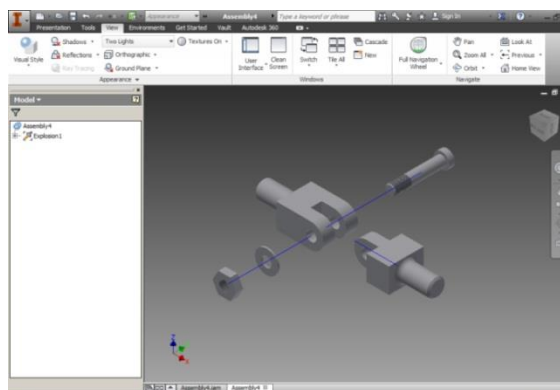 Appearance
Assembly4
Type a keyword or phrase
Sign In
Presentation Tools View Environments Get Started Vault Autodesk 360
Visual Style
Shadows
Reflections
Ray Tracing
Two Lights
Orthographic
Ground Plane
Textures On
Appearance
User Interface
Clean Screen
Switch
Tile All
Cascade
New
Windows
Full Navigation Wheel
Pan
Zoom All
Orbit
Look At
Previous
Home View
Navigate
Model
Assembly4
Explosion1
Assembly4.iam
Assembly4